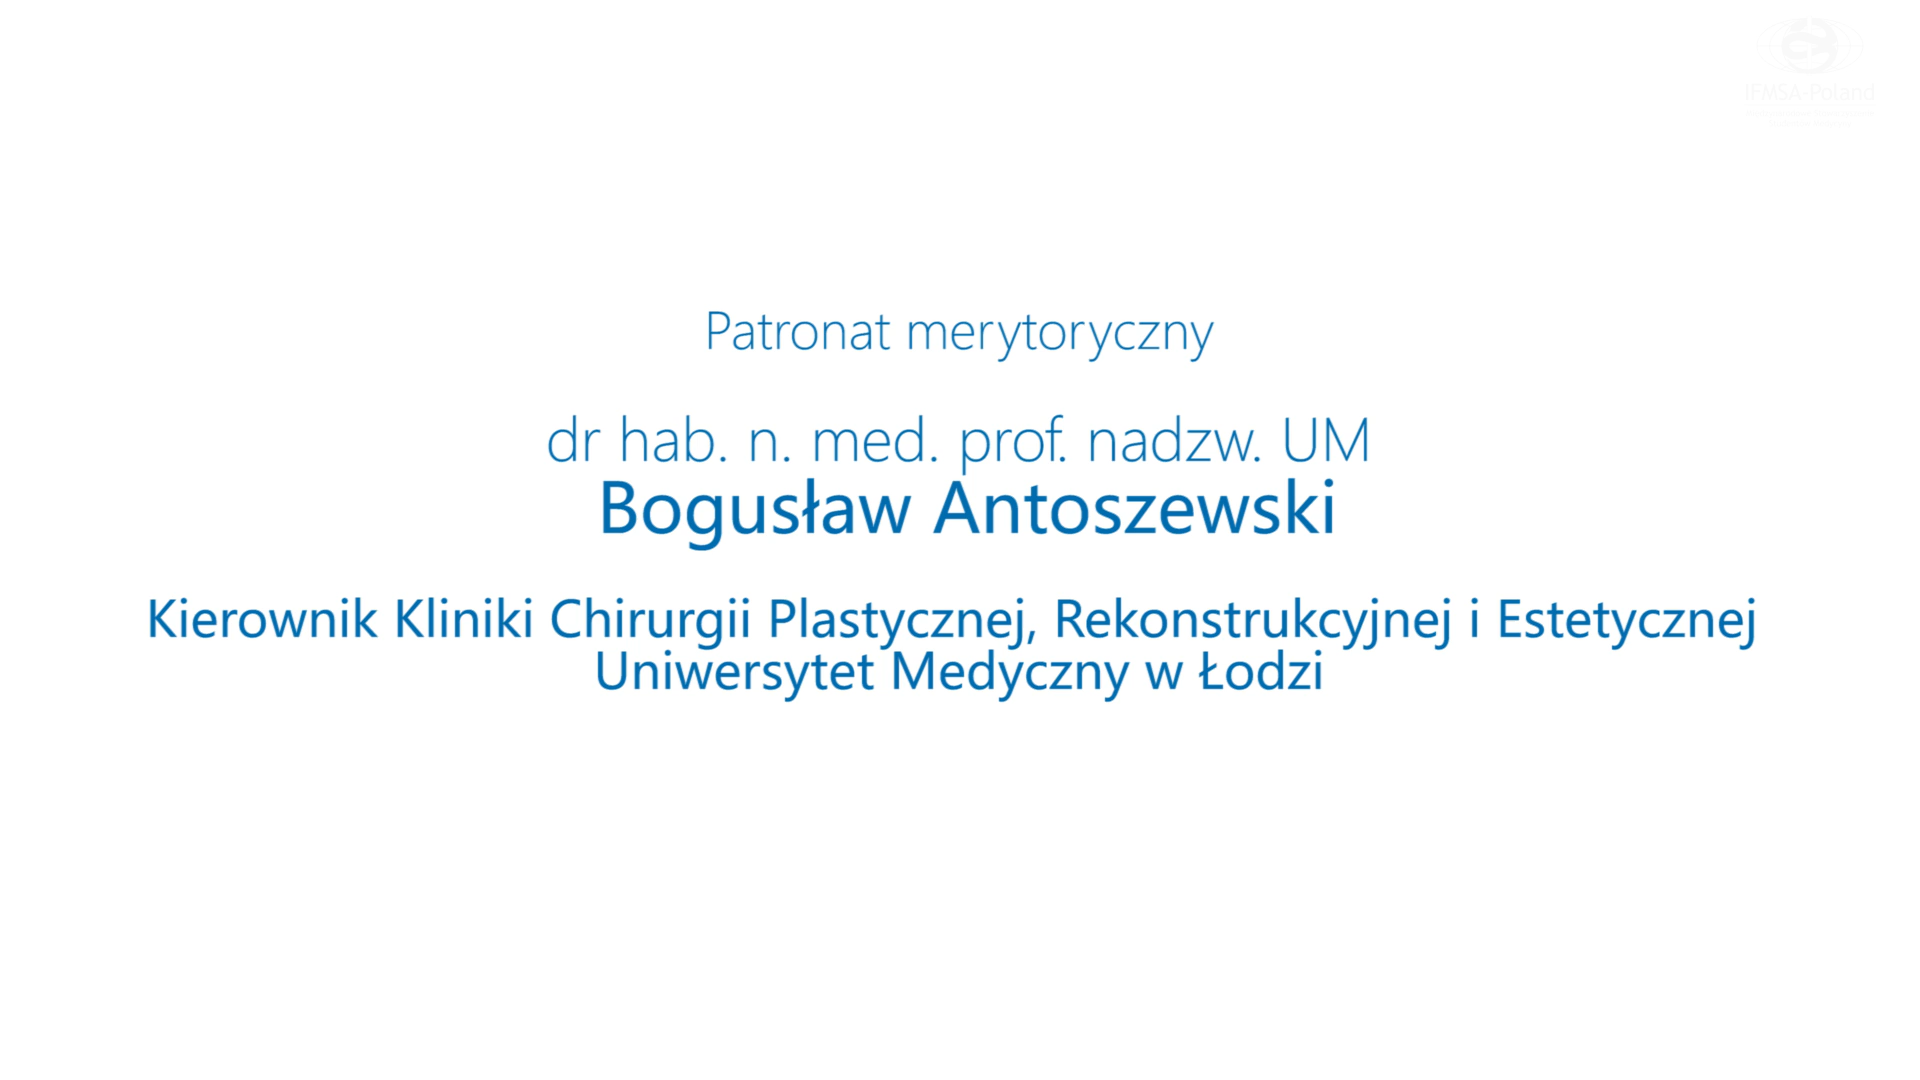 IFMSA-Poland
Patronat merytoryczny
dr hab. n. med. prof. nadzw. UM
Bogusław Antoszewski
Kierownik Kliniki Chirurgii Plastycznej, Rekonstrukcyjnej i Estetycznej
Uniwersytet Medyczny w Łodzi